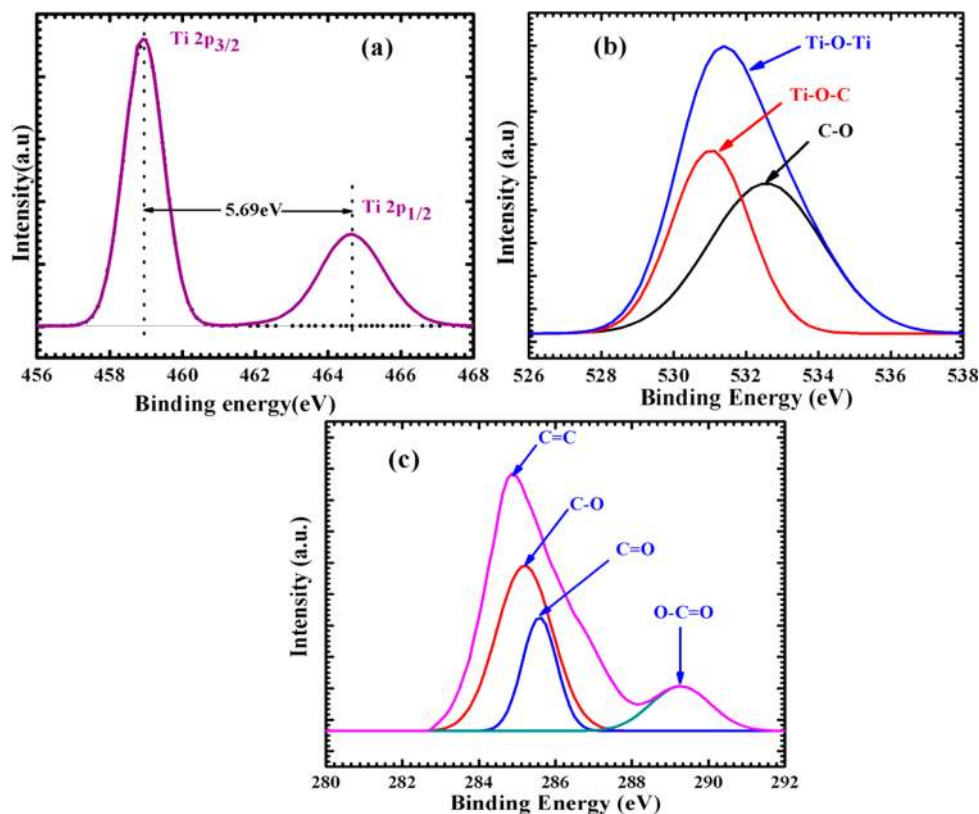 Ti 2p3/2
(a)
5.69eV
Ti 2p1/2
Intensity(a.u)
456 458 460 462 464 466 468
Binding energy(eV)
(b)
Ti-O-Ti
Ti-O-C
C-O
Intensity (a.u)
526 528 530 532 534 536 538
Binding Energy (eV)
(c)
C=C
C-O
C=O
O-C=O
Intensity (a.u.)
280 282 284 286 288 290 292
Binding Energy (eV)